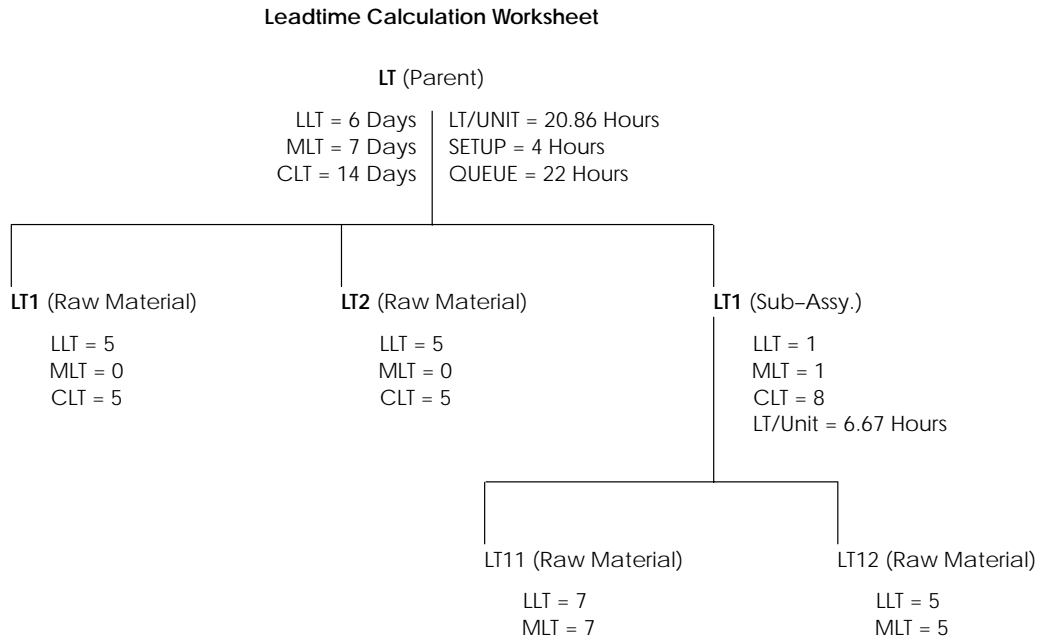 Leadtime Calculation Worksheet
LT (Parent)
LLT = 6 Days LT/UNIT = 20.86 Hours
MLT = 7 Days SETUP = 4 Hours
CLT = 14 Days QUEUE = 22 Hours
LT1 (Raw Material) LT2 (Raw Material) LT1 (Sub–Assy.)
LLT = 5 LLT = 5 LLT = 1
MLT = 0 MLT = 0 MLT = 1
CLT = 5 CLT = 5 CLT = 8
LT/Unit = 6.67 Hours
LT11 (Raw Material) LT12 (Raw Material)
LLT = 7 LLT = 5
MLT = 7 MLT = 5